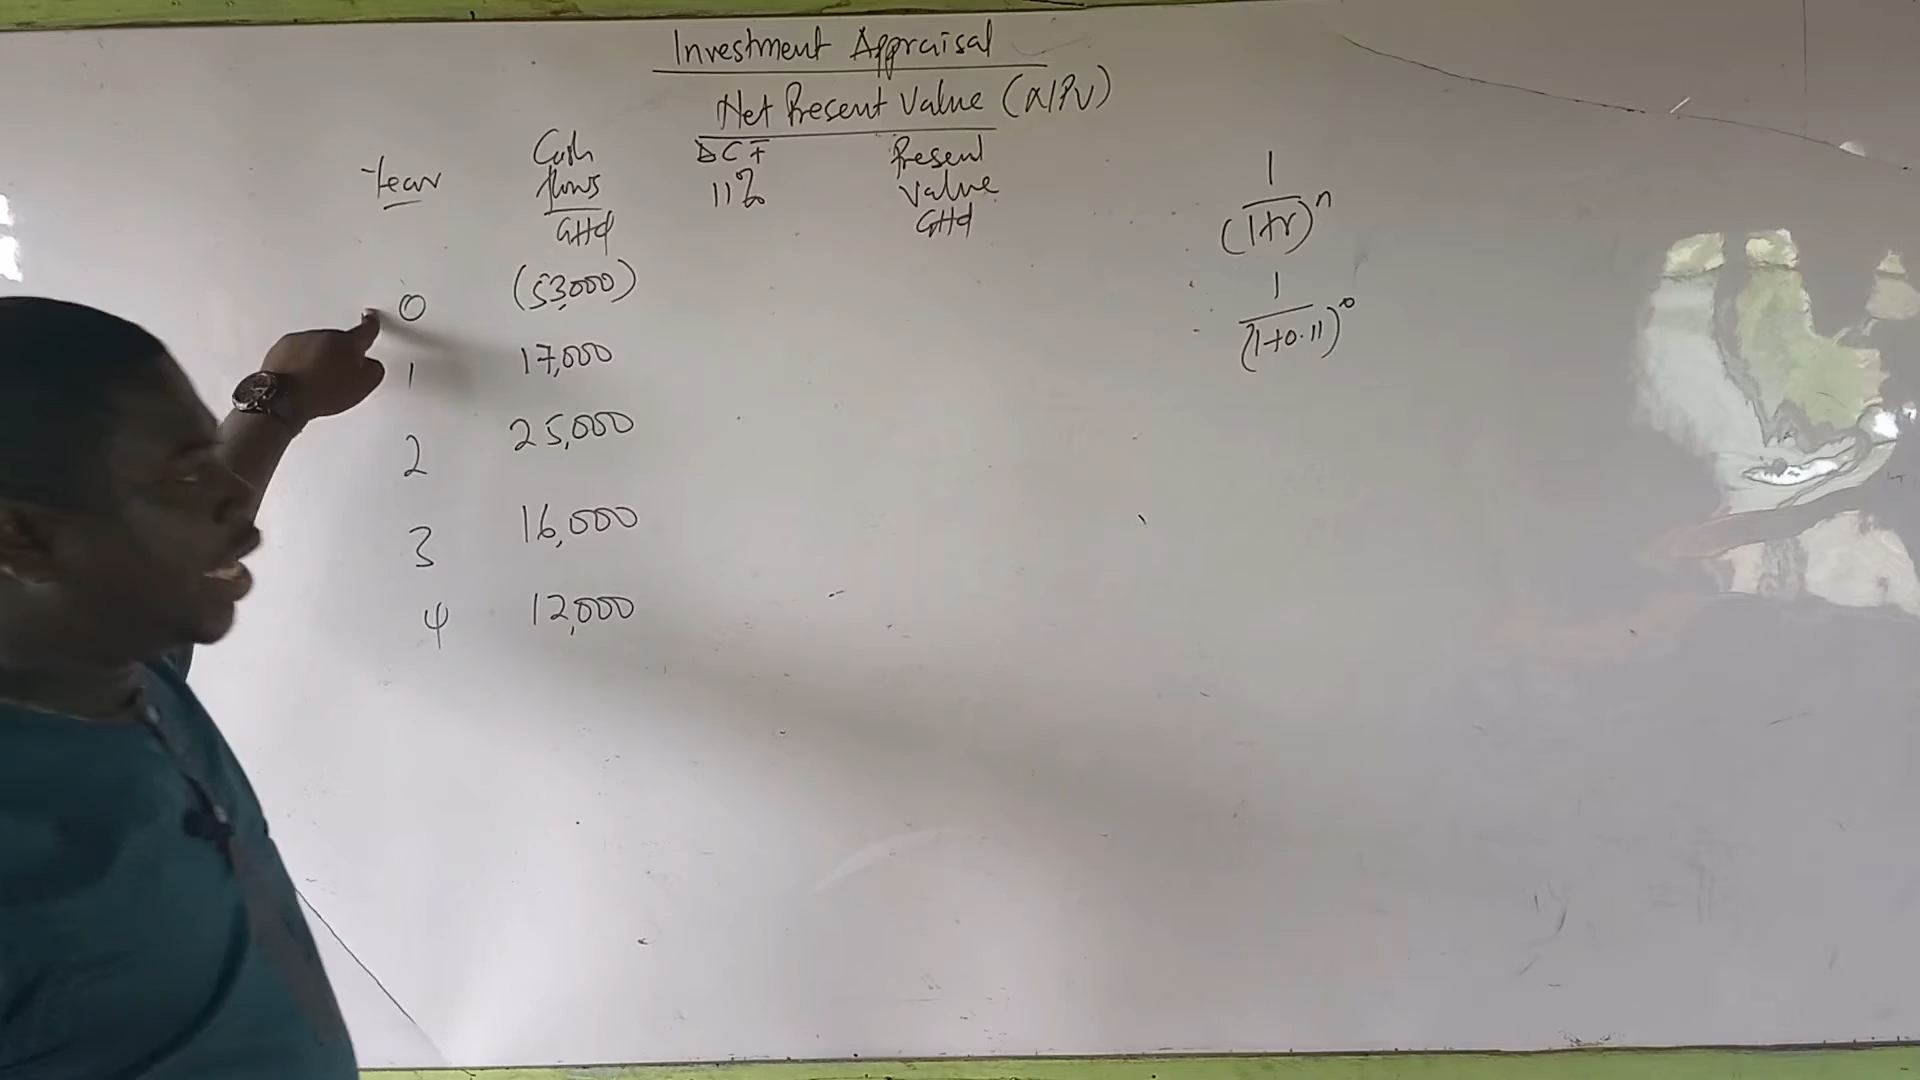 Investment Appraisal
Net Present Value (NPV)
Year Cash flows GH¢ DCF 11% Present Value GH¢
0 (53,000)
1 17,000
2 25,000
3 16,000
4 12,000
1
(1+r)ⁿ
1
(1+0.11)⁰